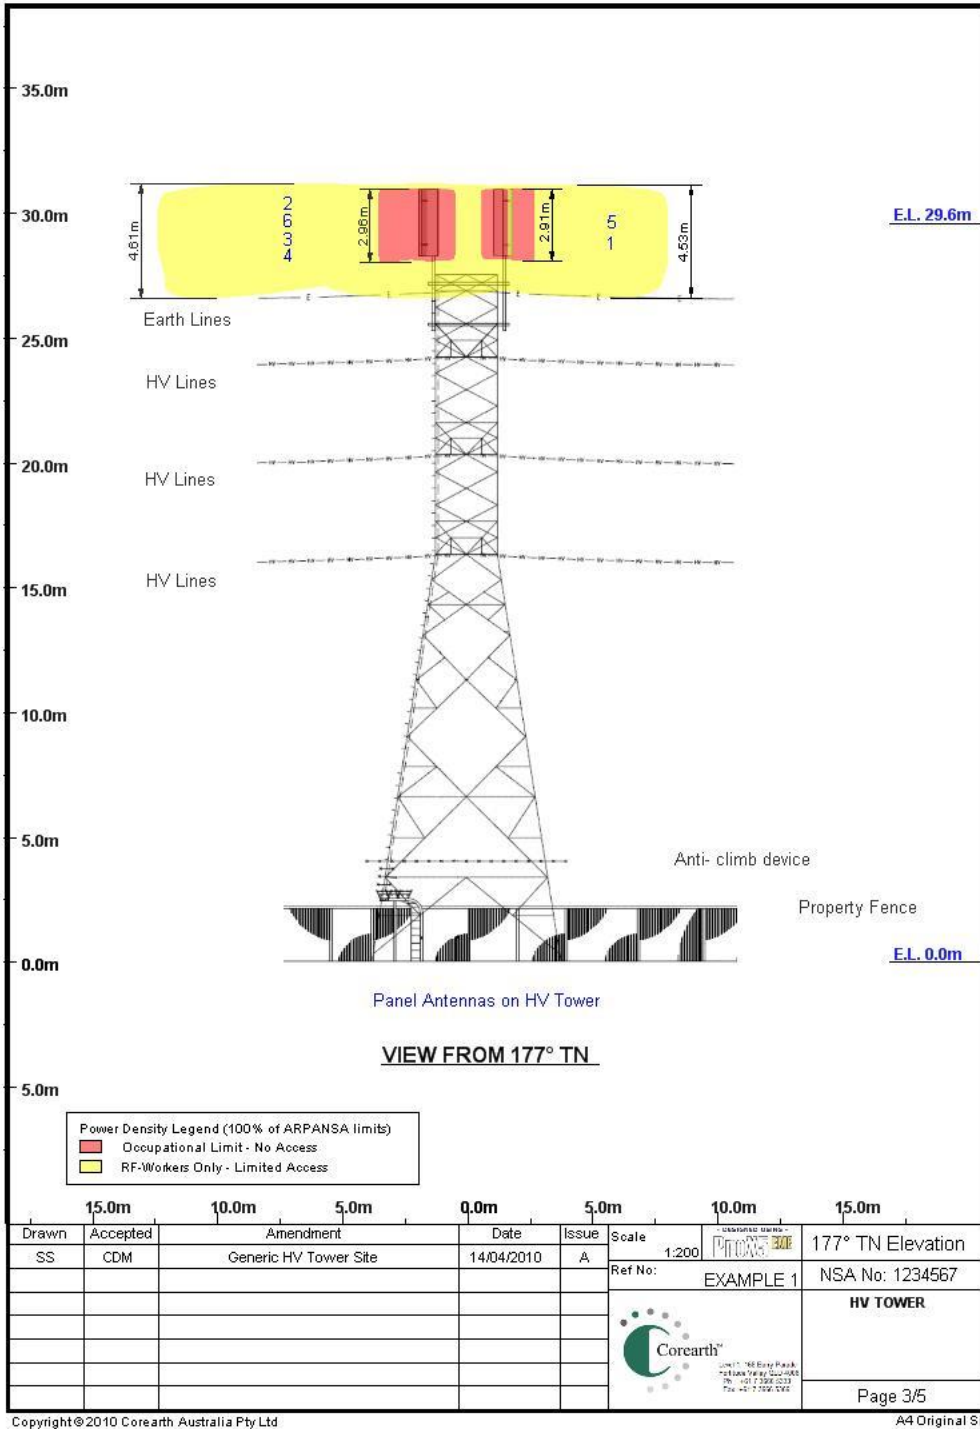 35.0m
30.0m
4.61m
2
6
3
4
2.96m
2.91m
5
1
4.53m
E.L. 29.6m
E
E
E
E
Earth Lines
25.0m
HV Lines
20.0m
HV Lines
15.0m
HV Lines
10.0m
5.0m
Anti- climb device
Property Fence
0.0m
E.L. 0.0m
Panel Antennas on HV Tower
VIEW FROM 177° TN
5.0m
Power Density Legend (100% of ARPANSA limits)
Occupational Limit - No Access
RF-Workers Only - Limited Access
15.0m 10.0m 5.0m 0.0m 5.0m 10.0m 15.0m
Drawn Accepted Amendment Date Issue
SS CDM Generic HV Tower Site 14/04/2010 A
Scale 1:200
- DESIGNED USING -
EME
177° TN Elevation
Ref No: EXAMPLE 1
NSA No: 1234567
HV TOWER
Corearth™
Page 3/5
Copyright©2010 Corearth Australia Pty Ltd
A4 Original S